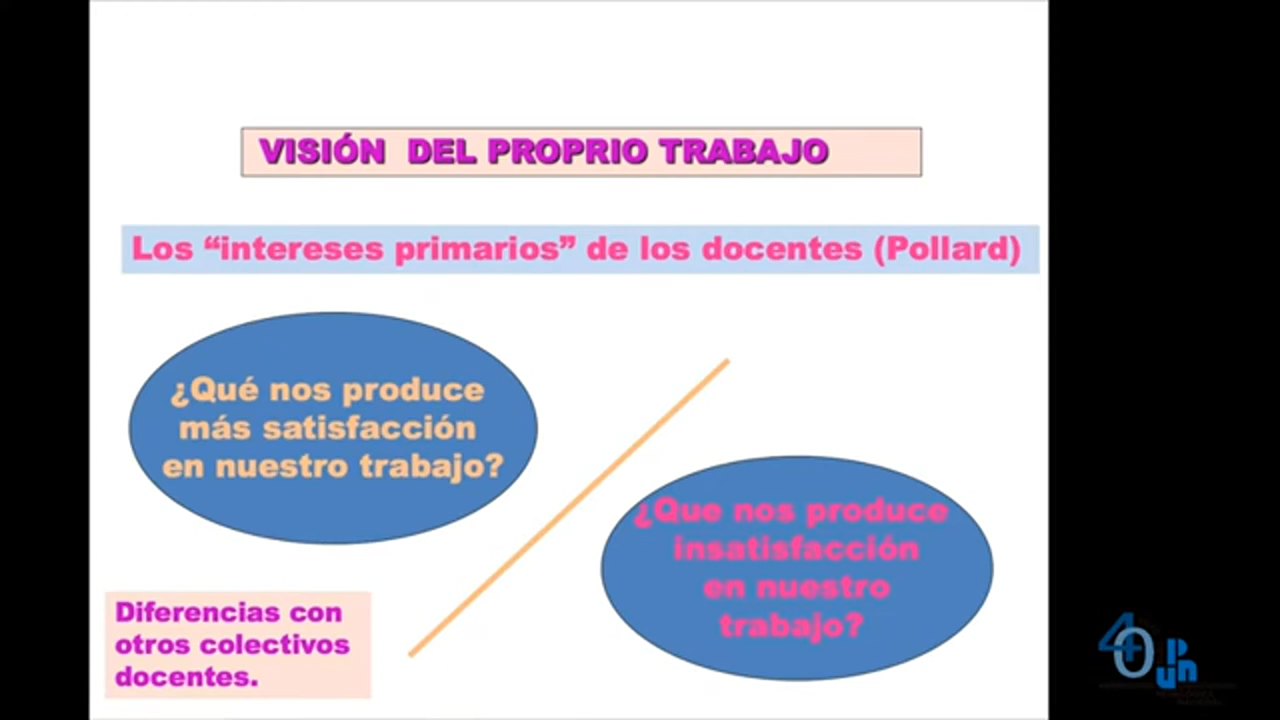 VISIÓN DEL PROPRIO TRABAJO
Los “intereses primarios” de los docentes (Pollard)
¿Qué nos produce
más satisfacción
en nuestro trabajo?
¿Que nos produce
insatisfacción
en nuestro
trabajo?
Diferencias con
otros colectivos
docentes.
40
upn